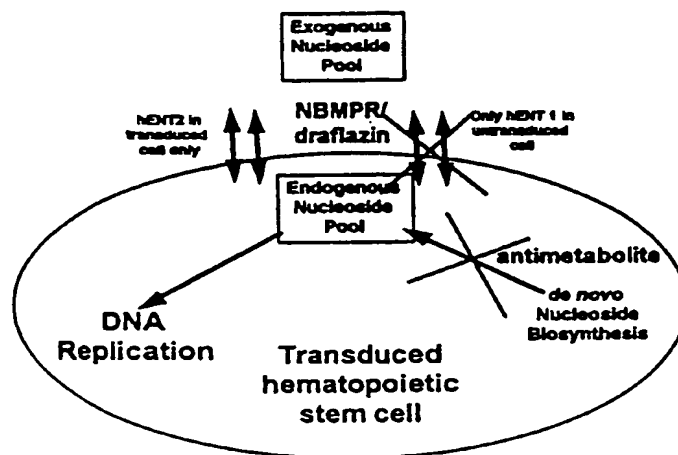 Exogenous
Nucleoside
Pool
hENT2 in
transduced
cell only
NBMPR/
draflazin
Only hENT 1 in
untransduced
cell
Endogenous
Nucleoside
Pool
antimetabolite
de novo
Nucleoside
Biosynthesis
DNA
Replication
Transduced
hematopoietic
stem cell